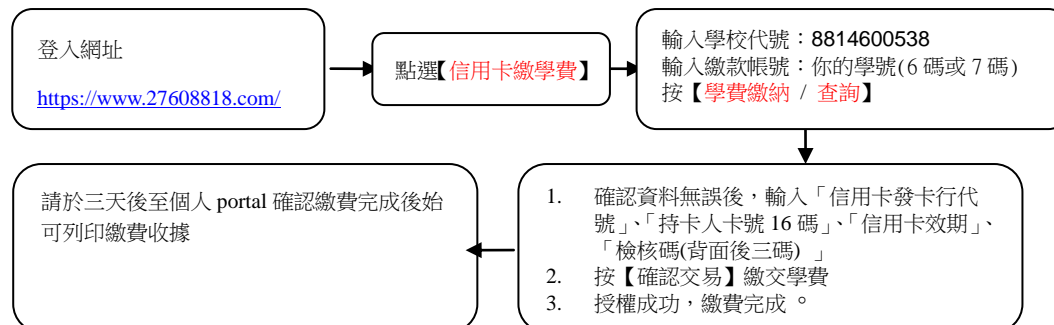 登入網址
https://www.27608818.com/
點選【信用卡繳學費】
輸入學校代號：8814600538
輸入繳款帳號：你的學號(6 碼或 7 碼)
按【學費繳納 / 查詢】
1. 確認資料無誤後，輸入「信用卡發卡行代
號」、「持卡人卡號 16 碼」、「信用卡效期」、
「檢核碼(背面後三碼) 」
2. 按【確認交易】繳交學費
3. 授權成功，繳費完成 。
請於三天後至個人 portal 確認繳費完成後始
可列印繳費收據